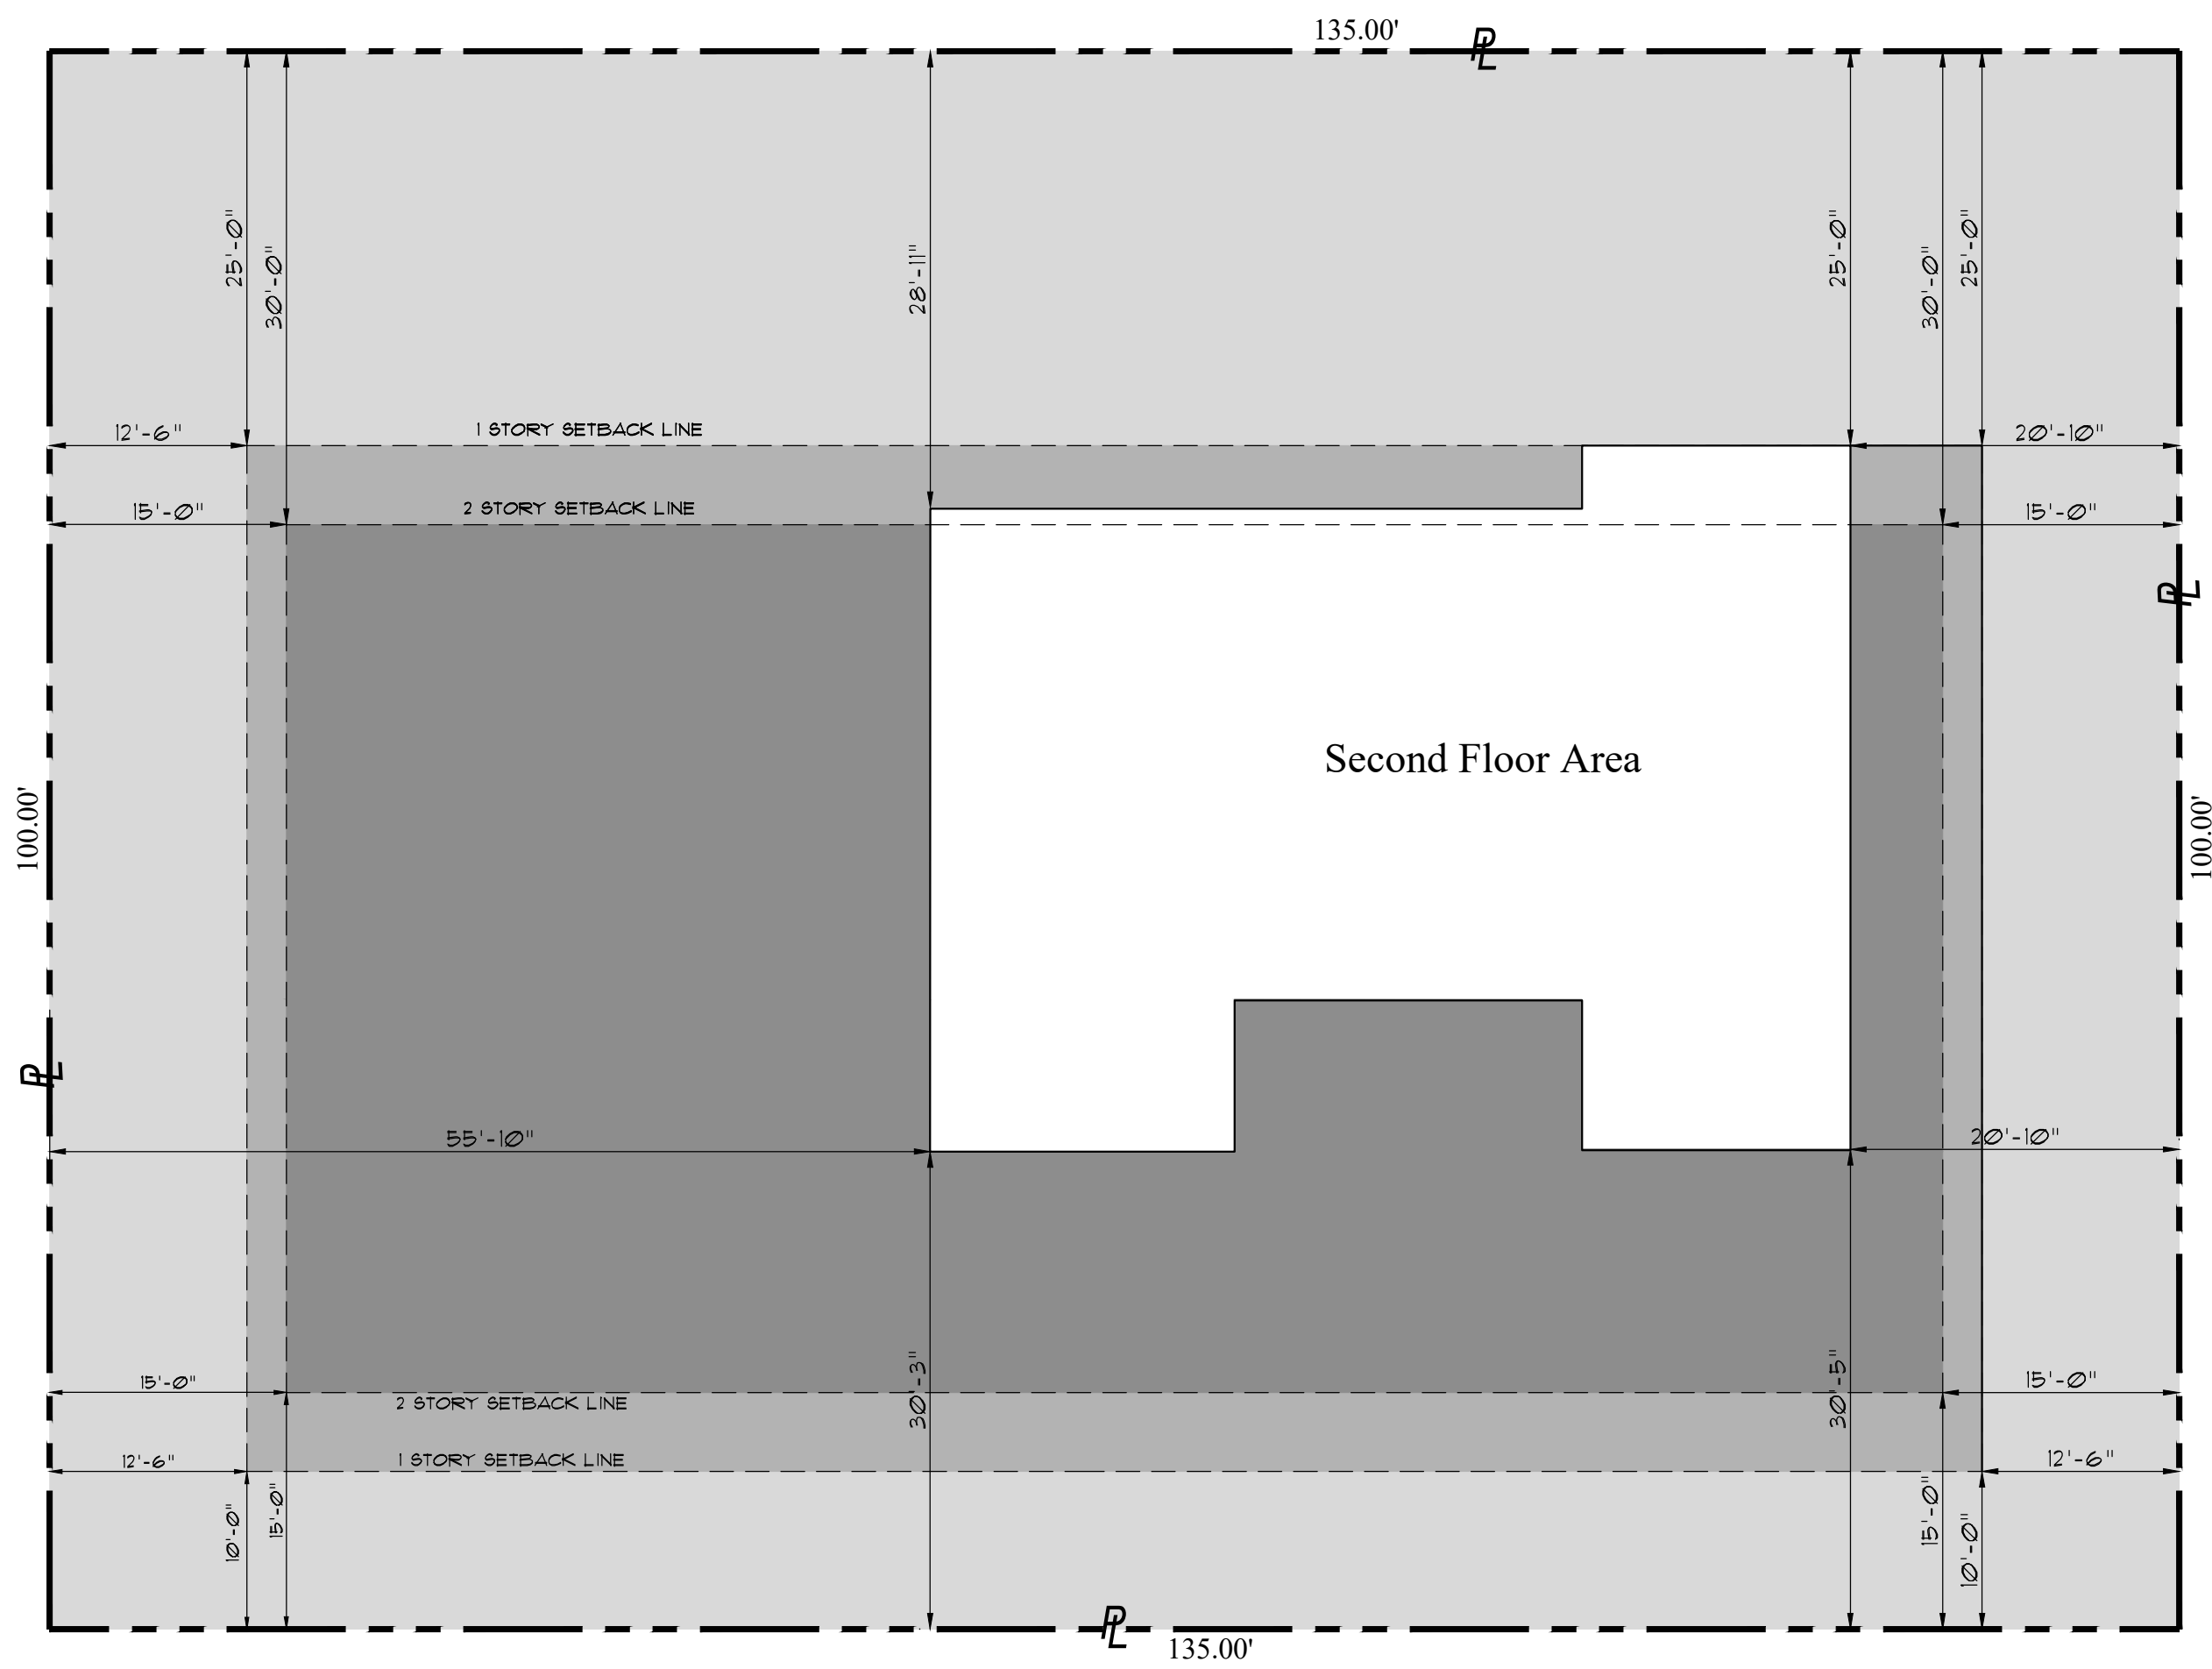 135.00'
PL
25'-0"
30'-0"
28'-11"
25'-0"
30'-0"
25'-0"
12'-6"
1 STORY SETBACK LINE
20'-10"
15'-0"
2 STORY SETBACK LINE
15'-0"
PL
Second Floor Area
100.00'
100.00'
PL
55'-10"
20'-10"
15'-0"
2 STORY SETBACK LINE
30'-3"
30'-5"
15'-0"
12'-6"
1 STORY SETBACK LINE
12'-6"
10'-0"
15'-0"
15'-0"
10'-0"
PL
135.00'